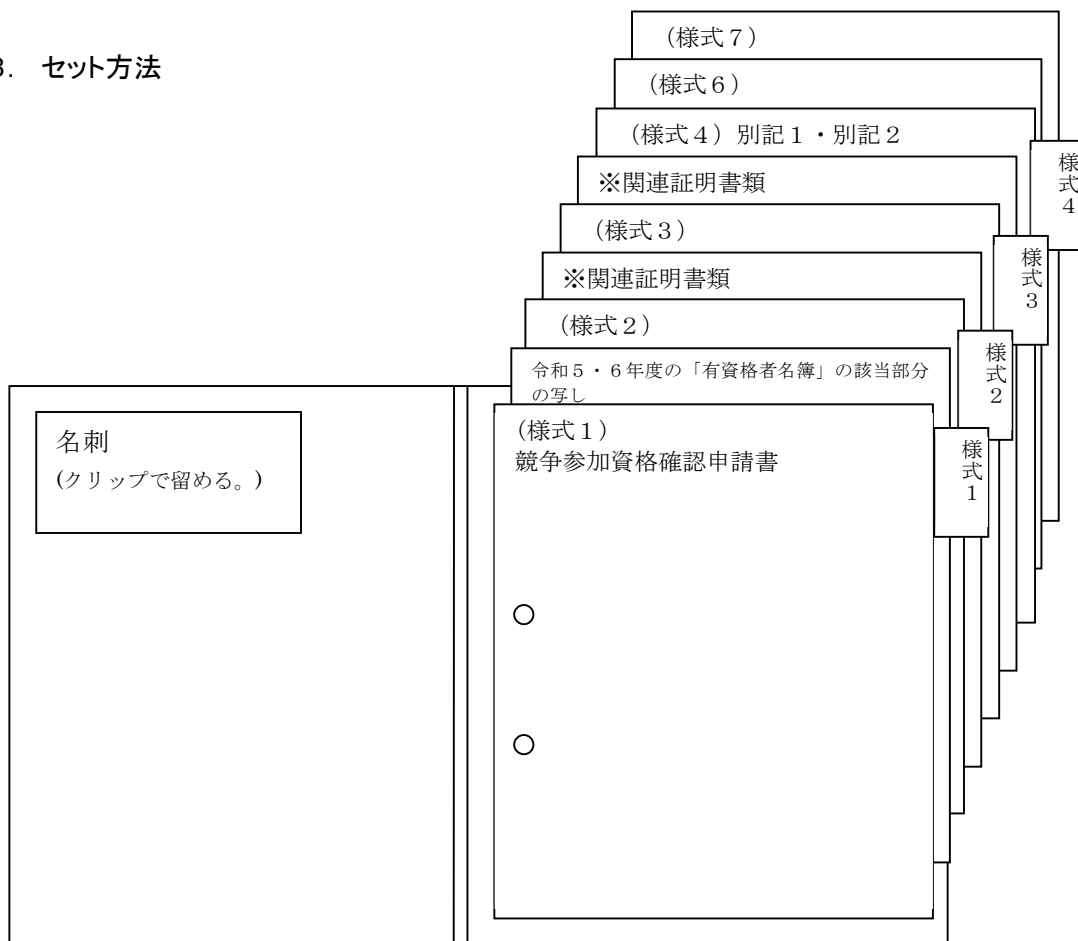 3.　セット方法
（様式７）
（様式６）
（様式４）別記１・別記２
※関連証明書類
（様式３）
※関連証明書類
（様式２）
令和５・６年度の「有資格者名簿」の該当部分
の写し
（様式１）
競争参加資格確認申請書
様式４
様式３
様式２
様式１
名刺
(クリップで留める。)